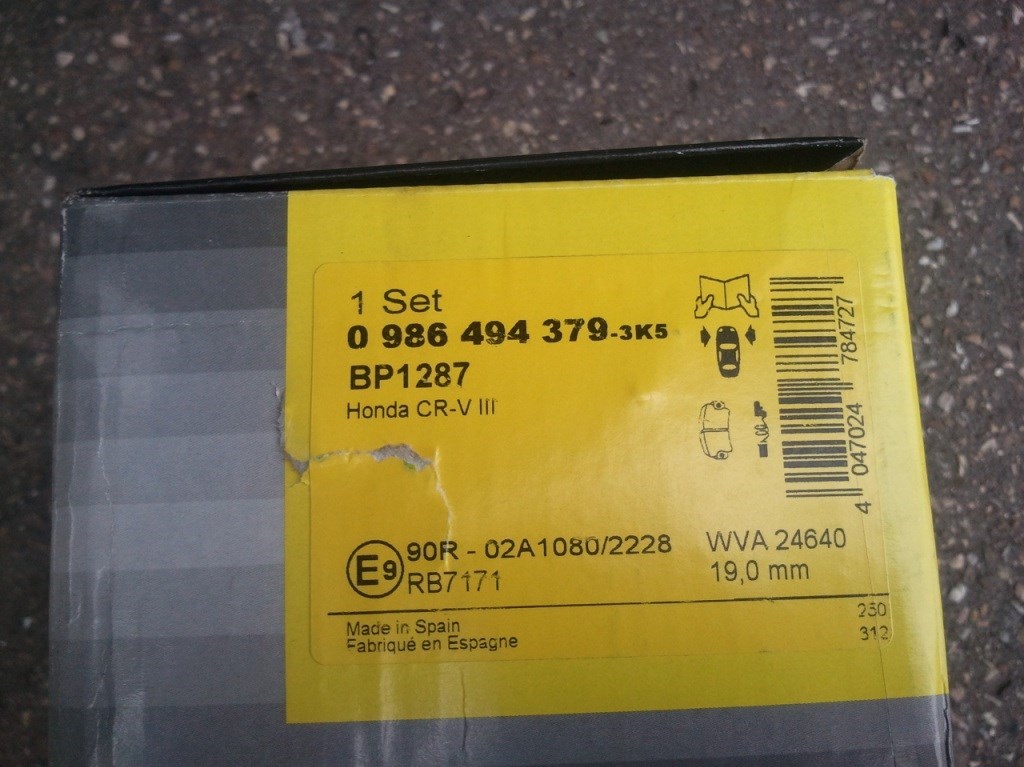 1 Set
0 986 494 379-3K5
BP1287
Honda CR-V III
4 047024 784727
E9 90R - 02A1080/2228
RB7171
WVA 24640
19,0 mm
Made in Spain
Fabriqué en Espagne
230
312